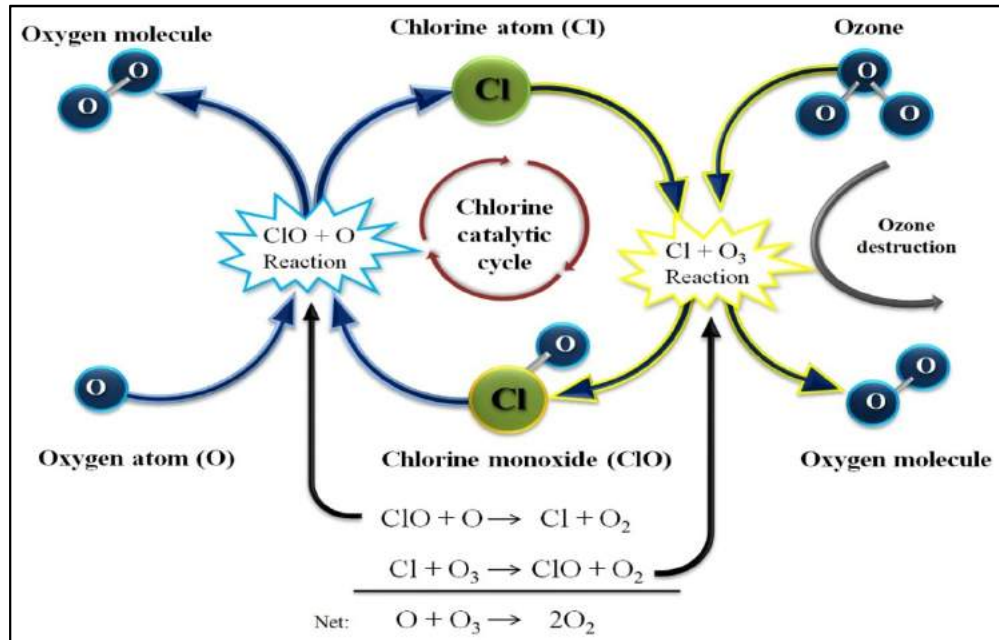 Oxygen molecule
Chlorine atom (Cl)
Ozone
O
O
Cl
O
O
O
ClO + O
Reaction
Chlorine
catalytic
cycle
Cl + O₃
Reaction
Ozone
destruction
O
Cl
O
O
O
Oxygen atom (O)
Chlorine monoxide (ClO)
Oxygen molecule
ClO + O → Cl + O₂
Cl + O₃ → ClO + O₂
Net: O + O₃ → 2O₂